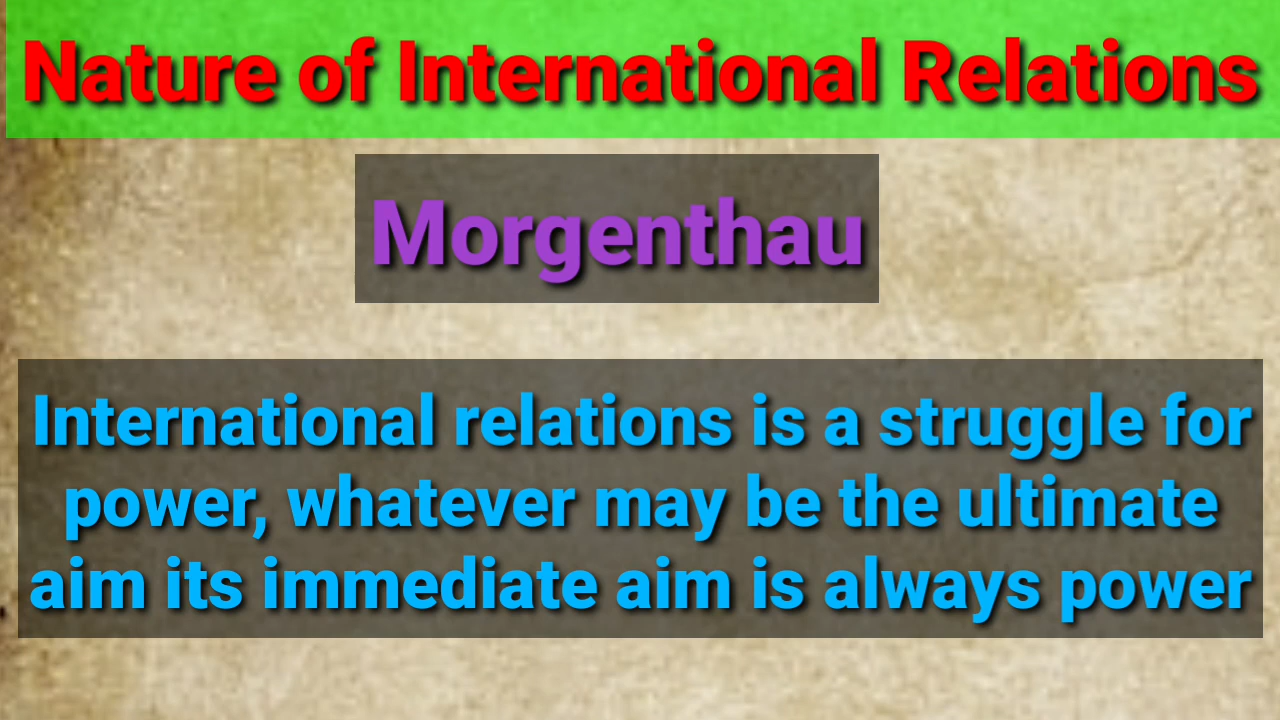 Nature of International Relations
Morgenthau
International relations is a struggle for
power, whatever may be the ultimate
aim its immediate aim is always power